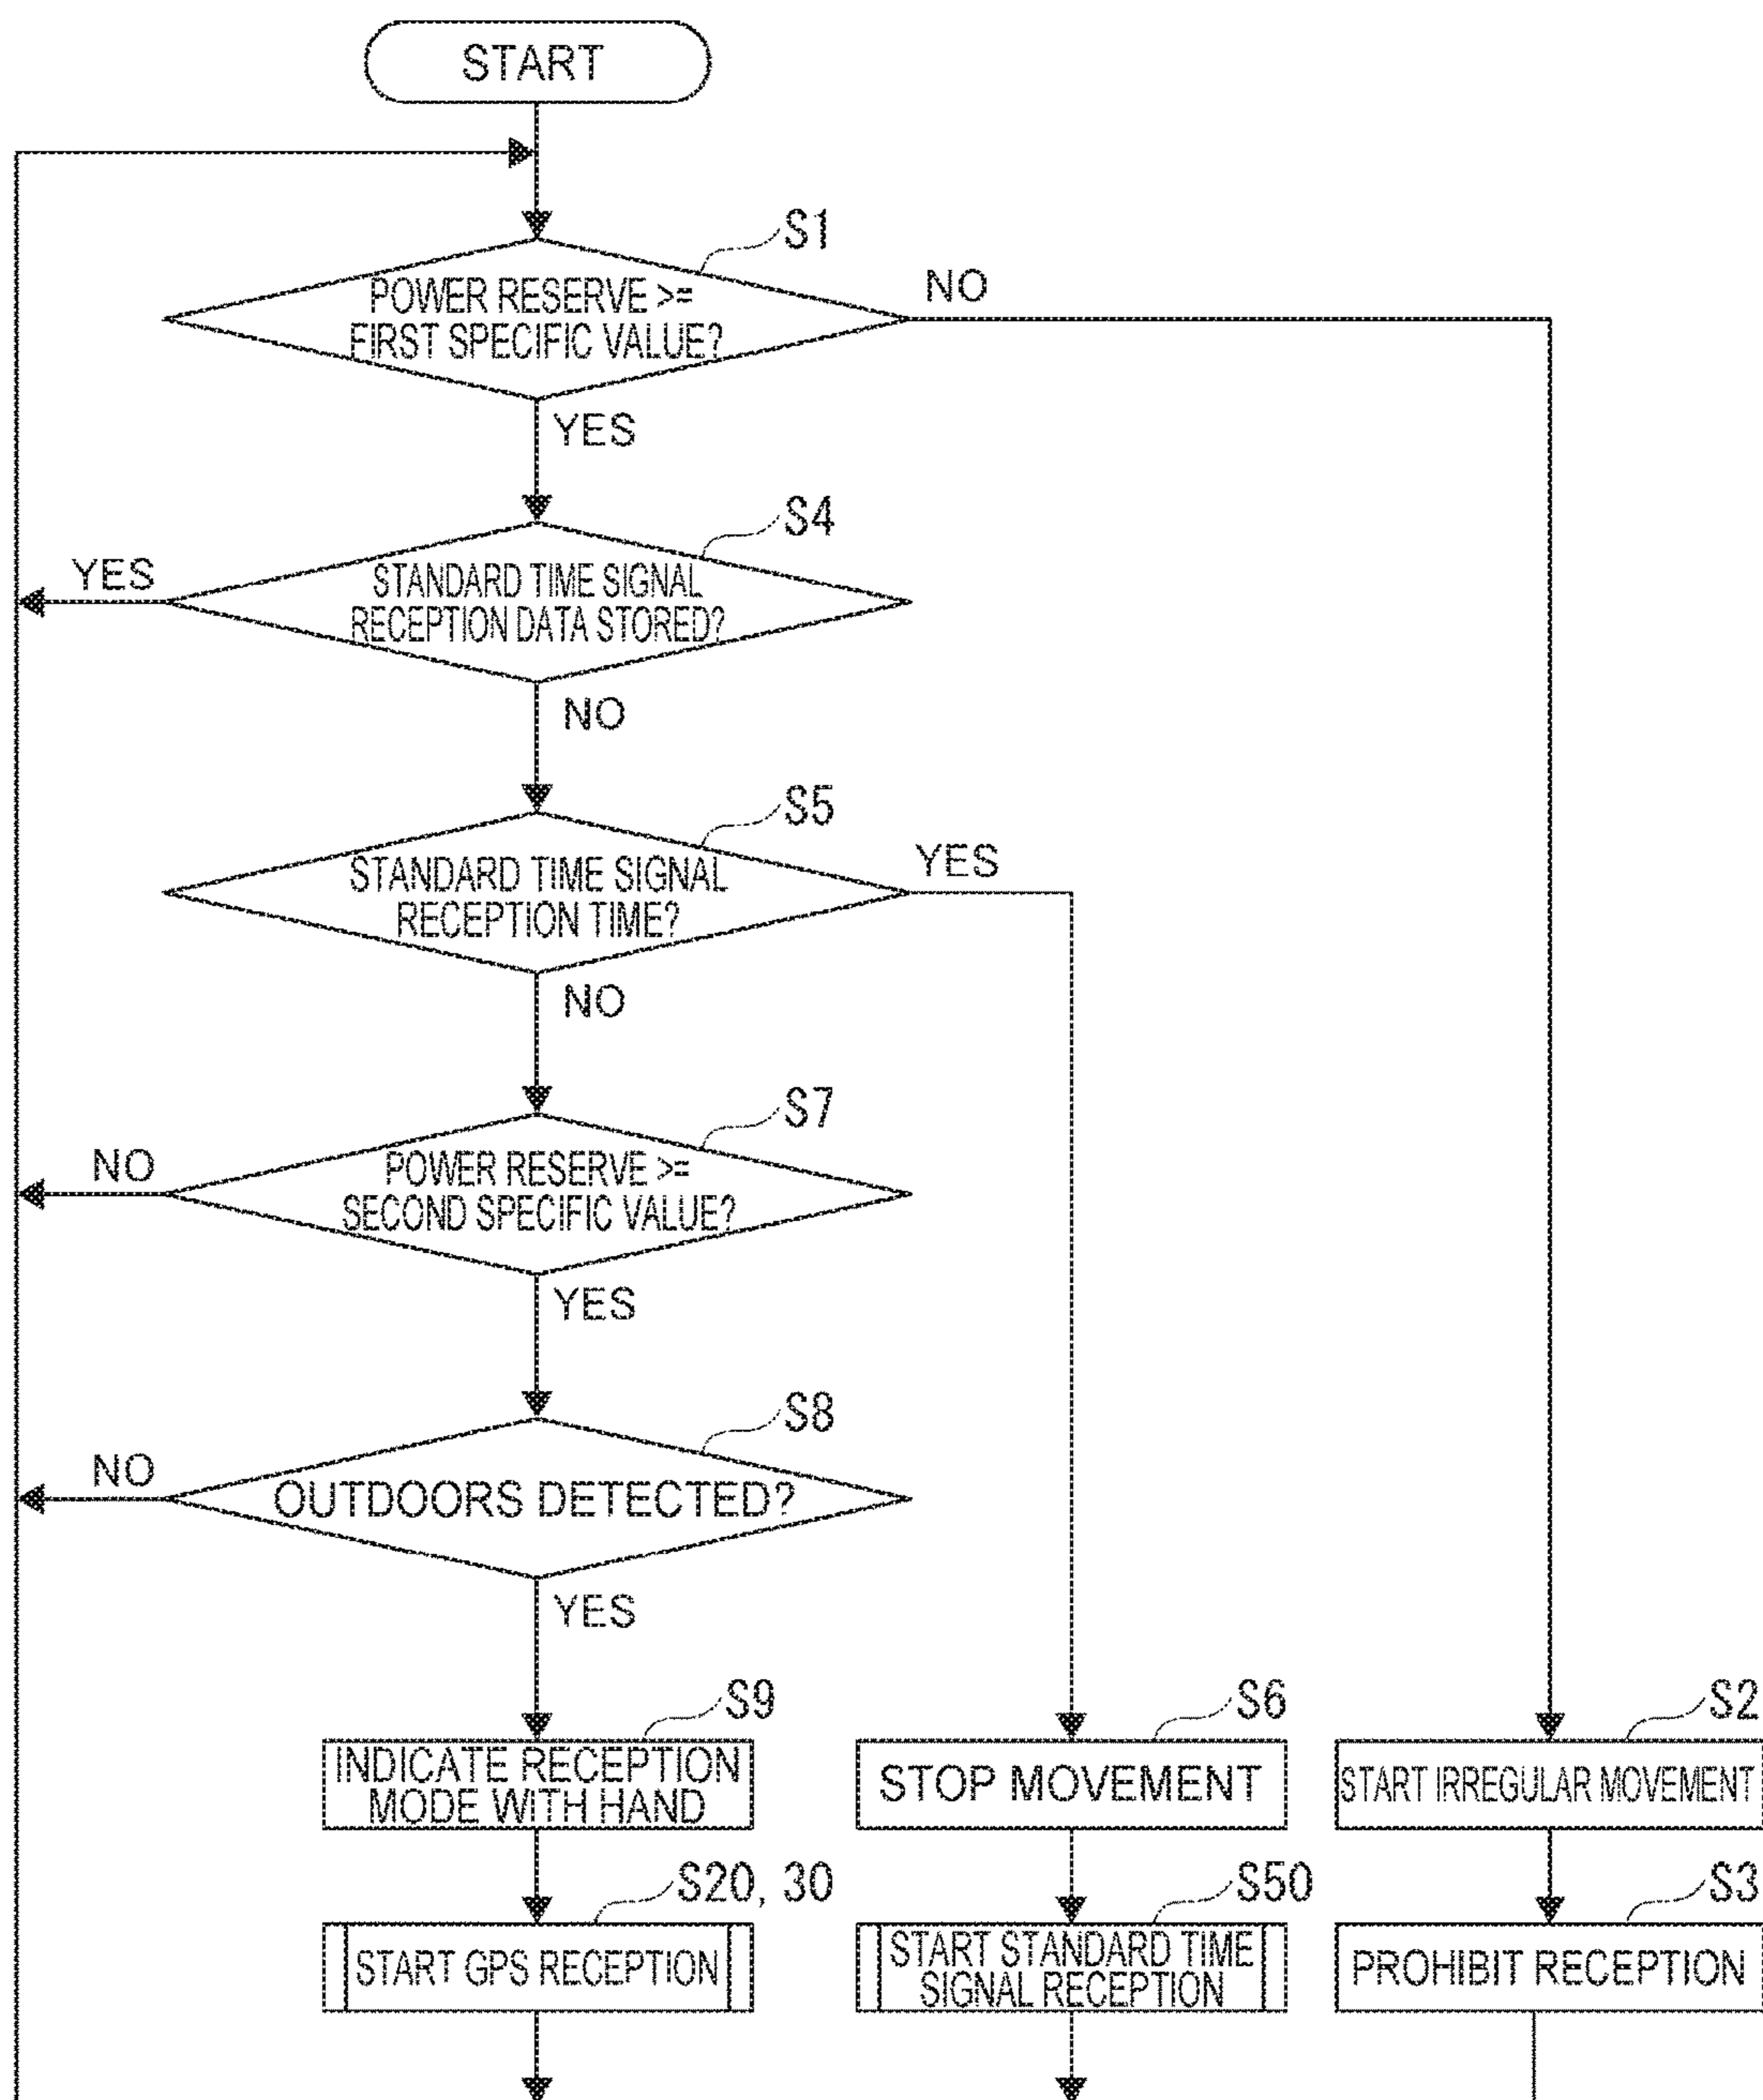 START
S1
POWER RESERVE >=
FIRST SPECIFIC VALUE?
NO
YES
S4
YES
STANDARD TIME SIGNAL
RECEPTION DATA STORED?
NO
S5
STANDARD TIME SIGNAL
RECEPTION TIME?
YES
NO
S7
NO
POWER RESERVE >=
SECOND SPECIFIC VALUE?
YES
S8
NO
OUTDOORS DETECTED?
YES
S9
INDICATE RECEPTION
MODE WITH HAND
S6
STOP MOVEMENT
S2
START IRREGULAR MOVEMENT
S20, 30
START GPS RECEPTION
S50
START STANDARD TIME
SIGNAL RECEPTION
S3
PROHIBIT RECEPTION